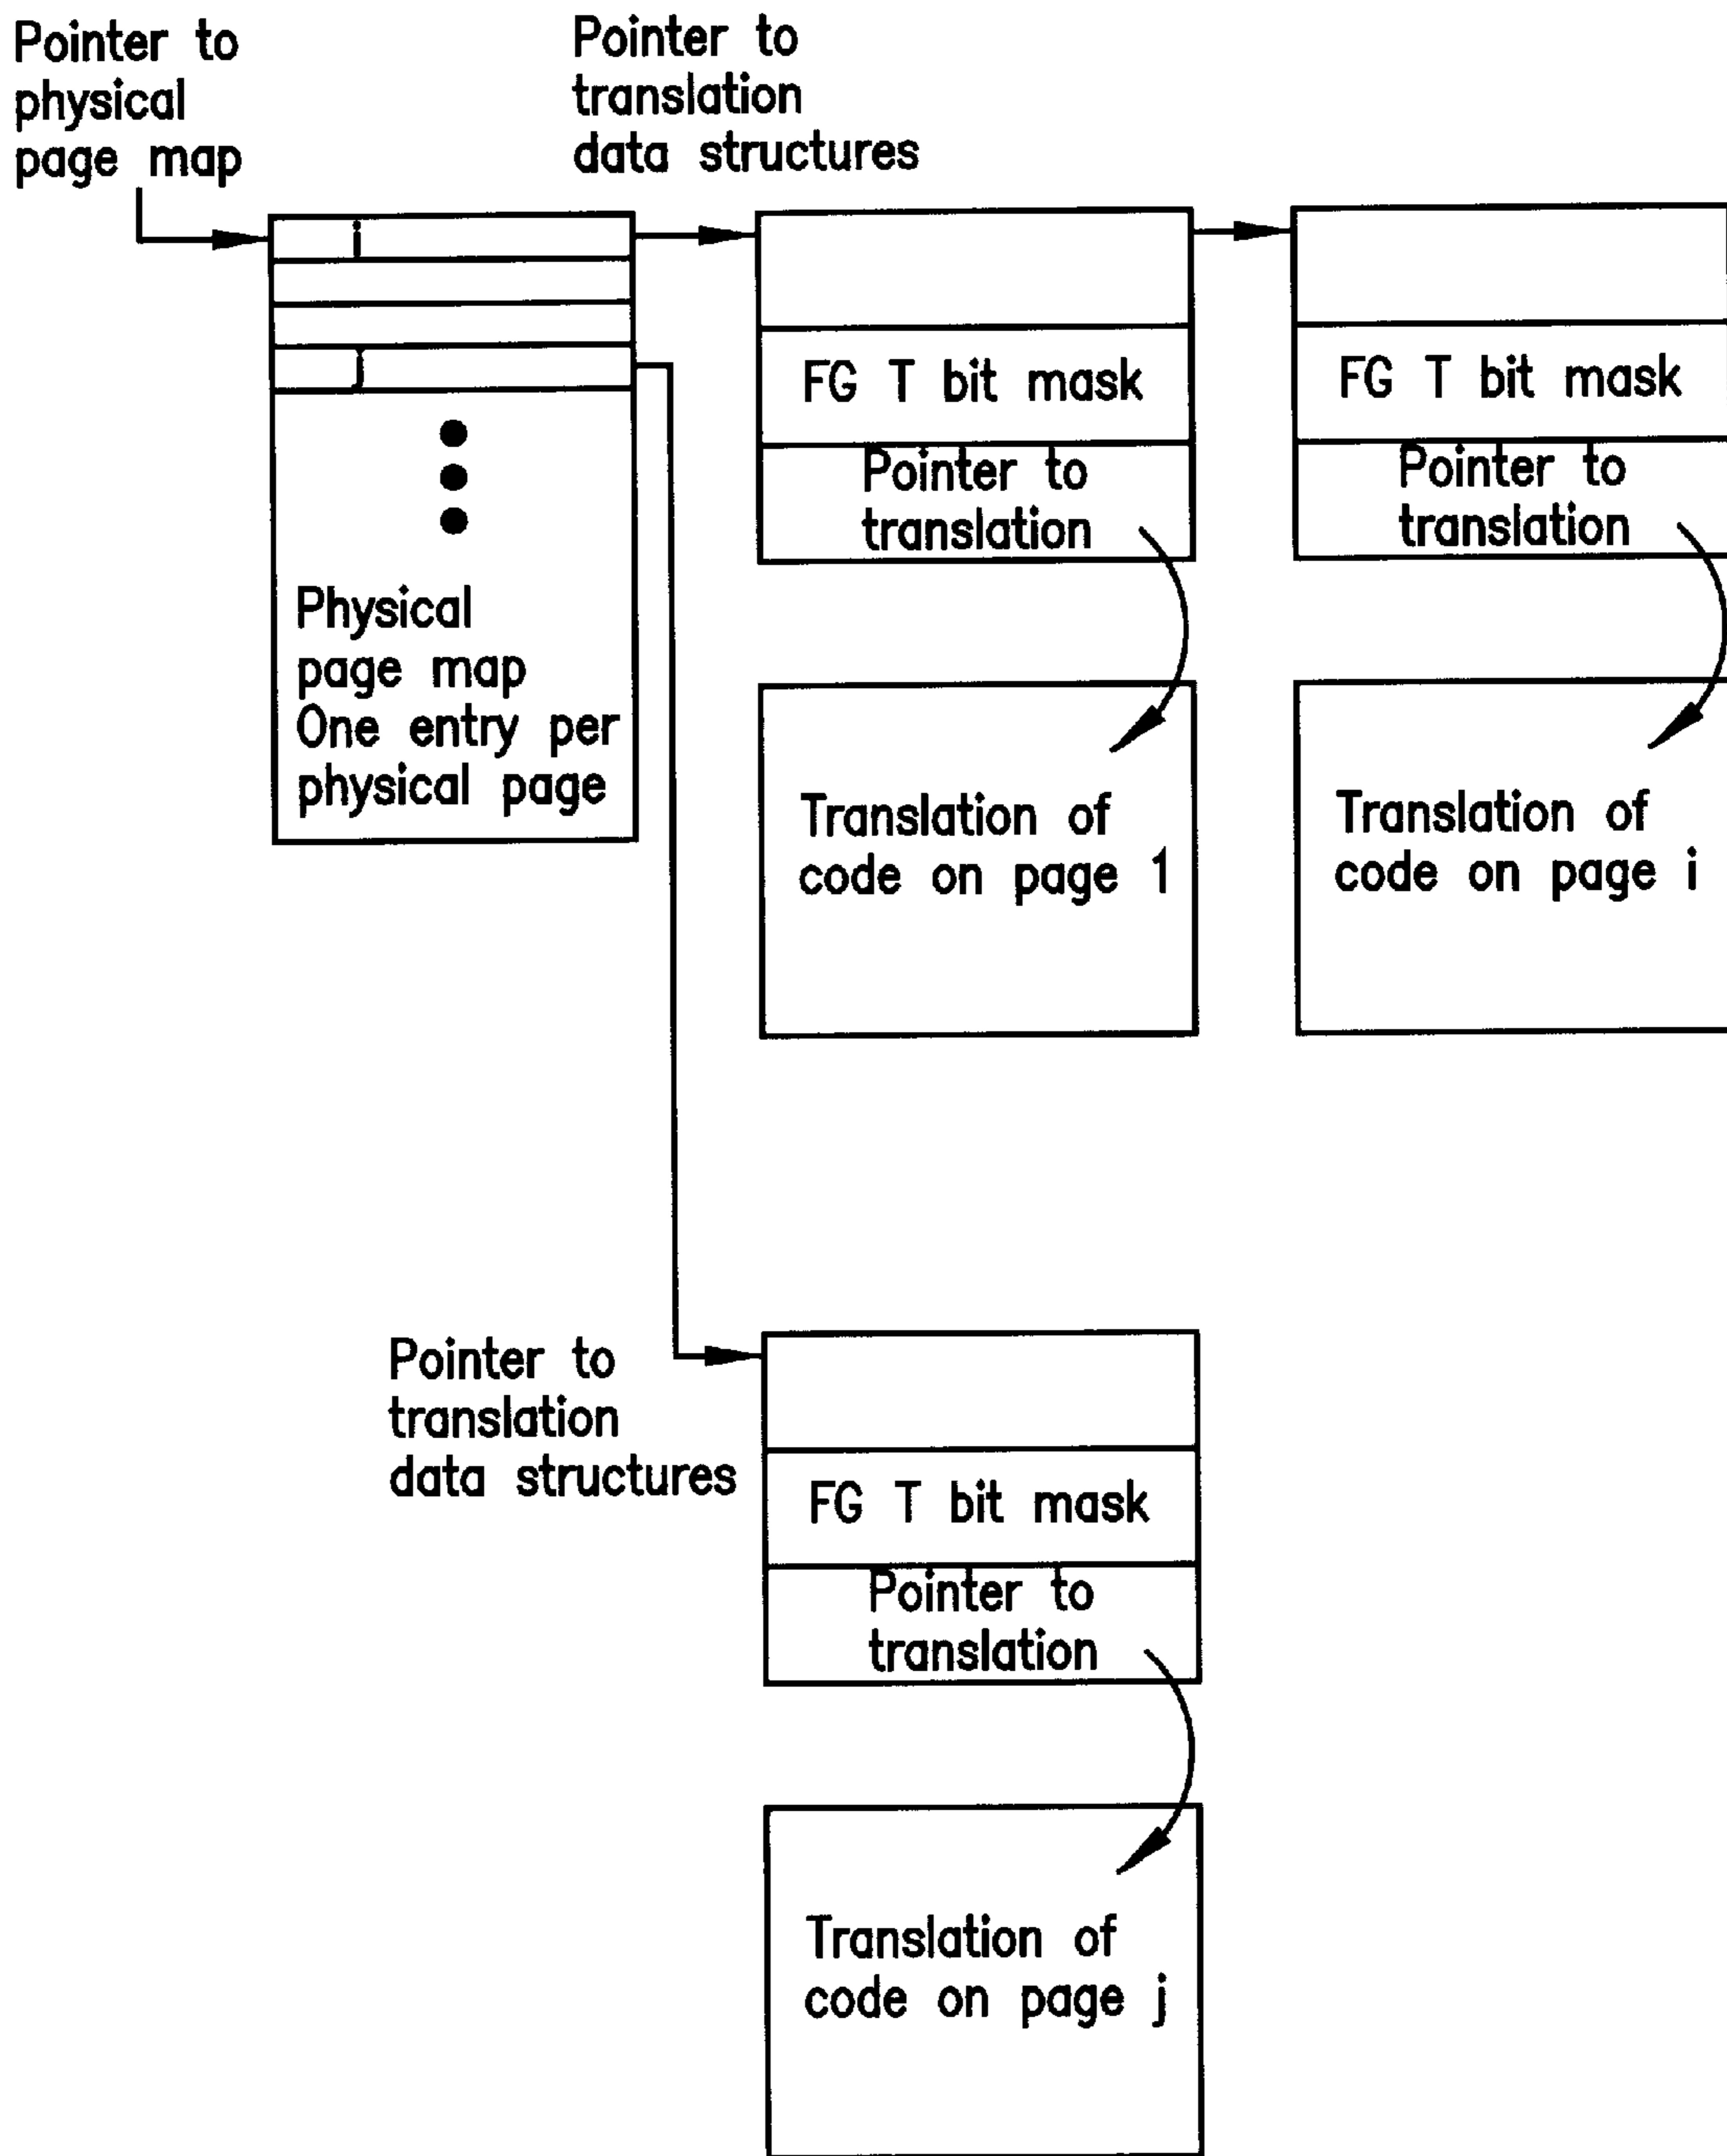 Pointer to
physical
page map
Pointer to
translation
data structures
i
j
Physical
page map
One entry per
physical page
FG T bit mask
Pointer to
translation
Translation of
code on page 1
FG T bit mask
Pointer to
translation
Translation of
code on page i
Pointer to
translation
data structures
FG T bit mask
Pointer to
translation
Translation of
code on page j